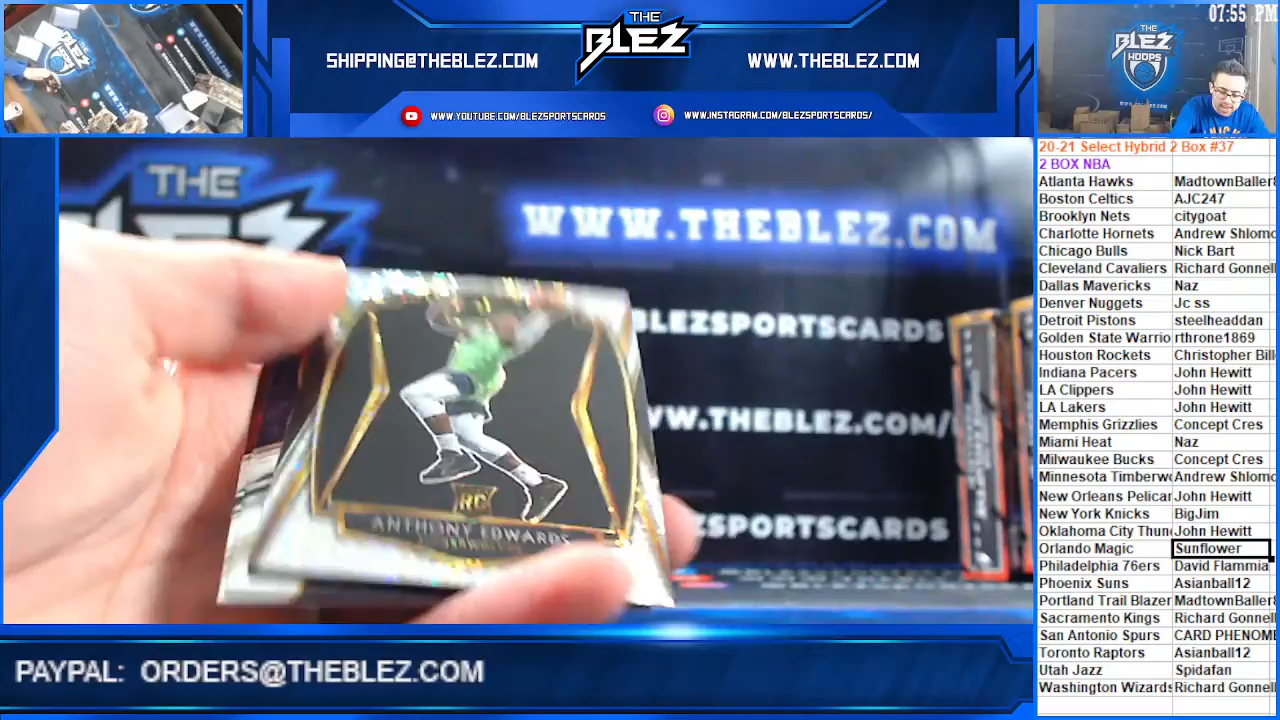 THE
BLEZ
SHIPPING@THEBLEZ.COM
WWW.THEBLEZ.COM
WWW.YOUTUBE.COM/BLEZSPORTSCARDS
WWW.INSTAGRAM.COM/BLEZSPORTSCARDS/
07:55 PM
THE
BLEZ
HOOPS
THE
WWW.THEBLEZ.COM
BLEZSPORTSCARDS
WW.THEBLEZ.COM/
ZSPORTSCARDS
RC
ANTHONY EDWARDS
20-21 Select Hybrid 2 Box #37
2 BOX NBA
Atlanta Hawks MadtownBaller8
Boston Celtics AJC247
Brooklyn Nets citygoat
Charlotte Hornets Andrew Shlomo
Chicago Bulls Nick Bart
Cleveland Cavaliers Richard Gonnell
Dallas Mavericks Naz
Denver Nuggets Jc ss
Detroit Pistons steelheaddan
Golden State Warrio rthrone1869
Houston Rockets Christopher Bill
Indiana Pacers John Hewitt
LA Clippers John Hewitt
LA Lakers John Hewitt
Memphis Grizzlies Concept Cres
Miami Heat Naz
Milwaukee Bucks Concept Cres
Minnesota Timberwo Andrew Shlomo
New Orleans Pelican John Hewitt
New York Knicks BigJim
Oklahoma City Thun John Hewitt
Orlando Magic Sunflower
Philadelphia 76ers David Flammia
Phoenix Suns Asianball12
Portland Trail Blazer MadtownBaller8
Sacramento Kings Richard Gonnell
San Antonio Spurs CARD PHENOM
Toronto Raptors Asianball12
Utah Jazz Spidafan
Washington Wizards Richard Gonnell
PAYPAL: ORDERS@THEBLEZ.COM